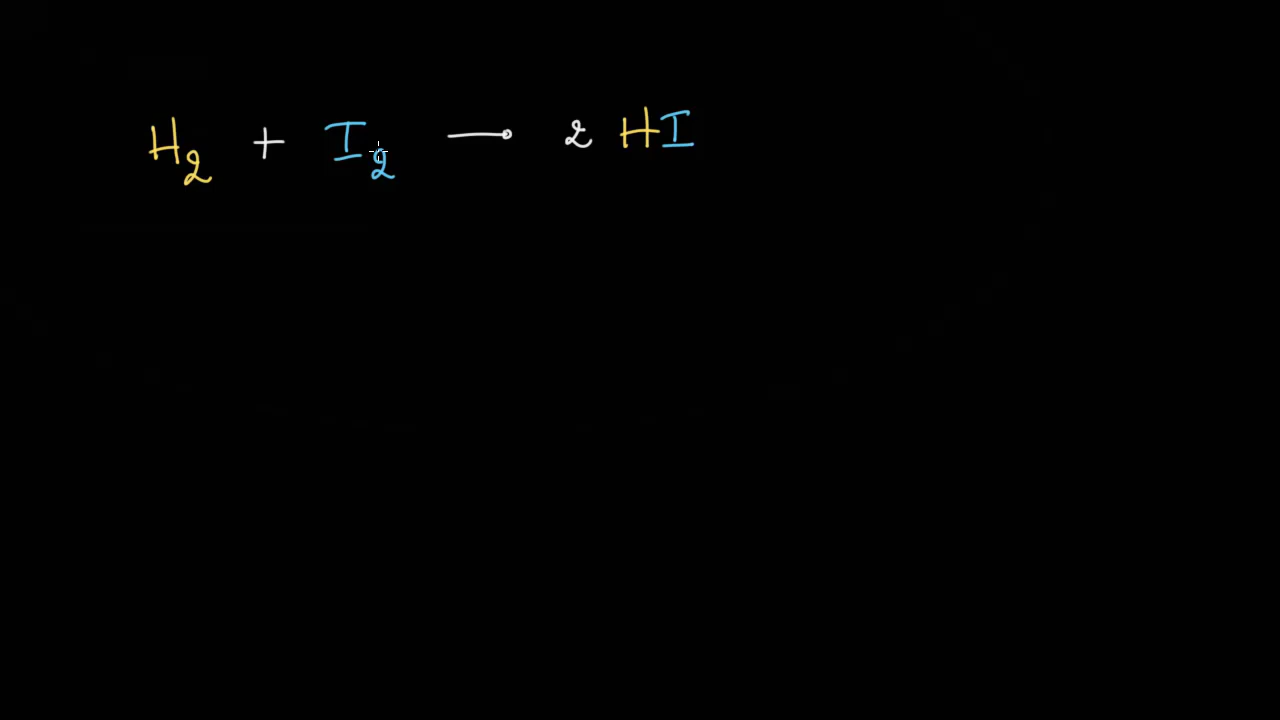 H₂ + I₂ → 2 HI